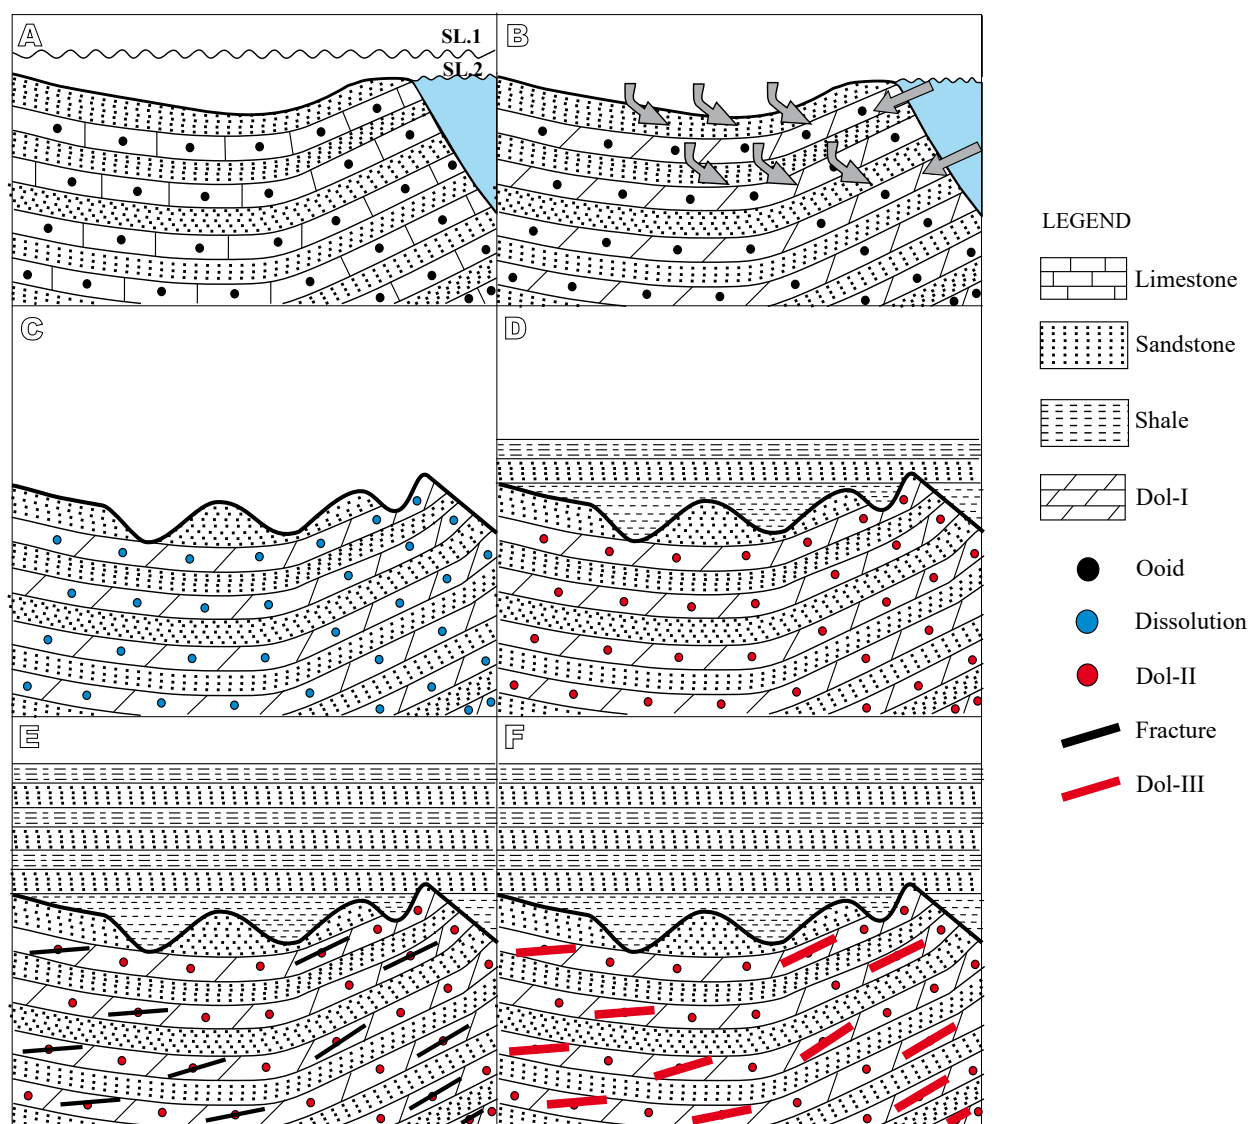 A
SL.1
SL.2
B
C
D
E
F
LEGEND
Limestone
Sandstone
Shale
Dol-I
Ooid
Dissolution
Dol-II
Fracture
Dol-III